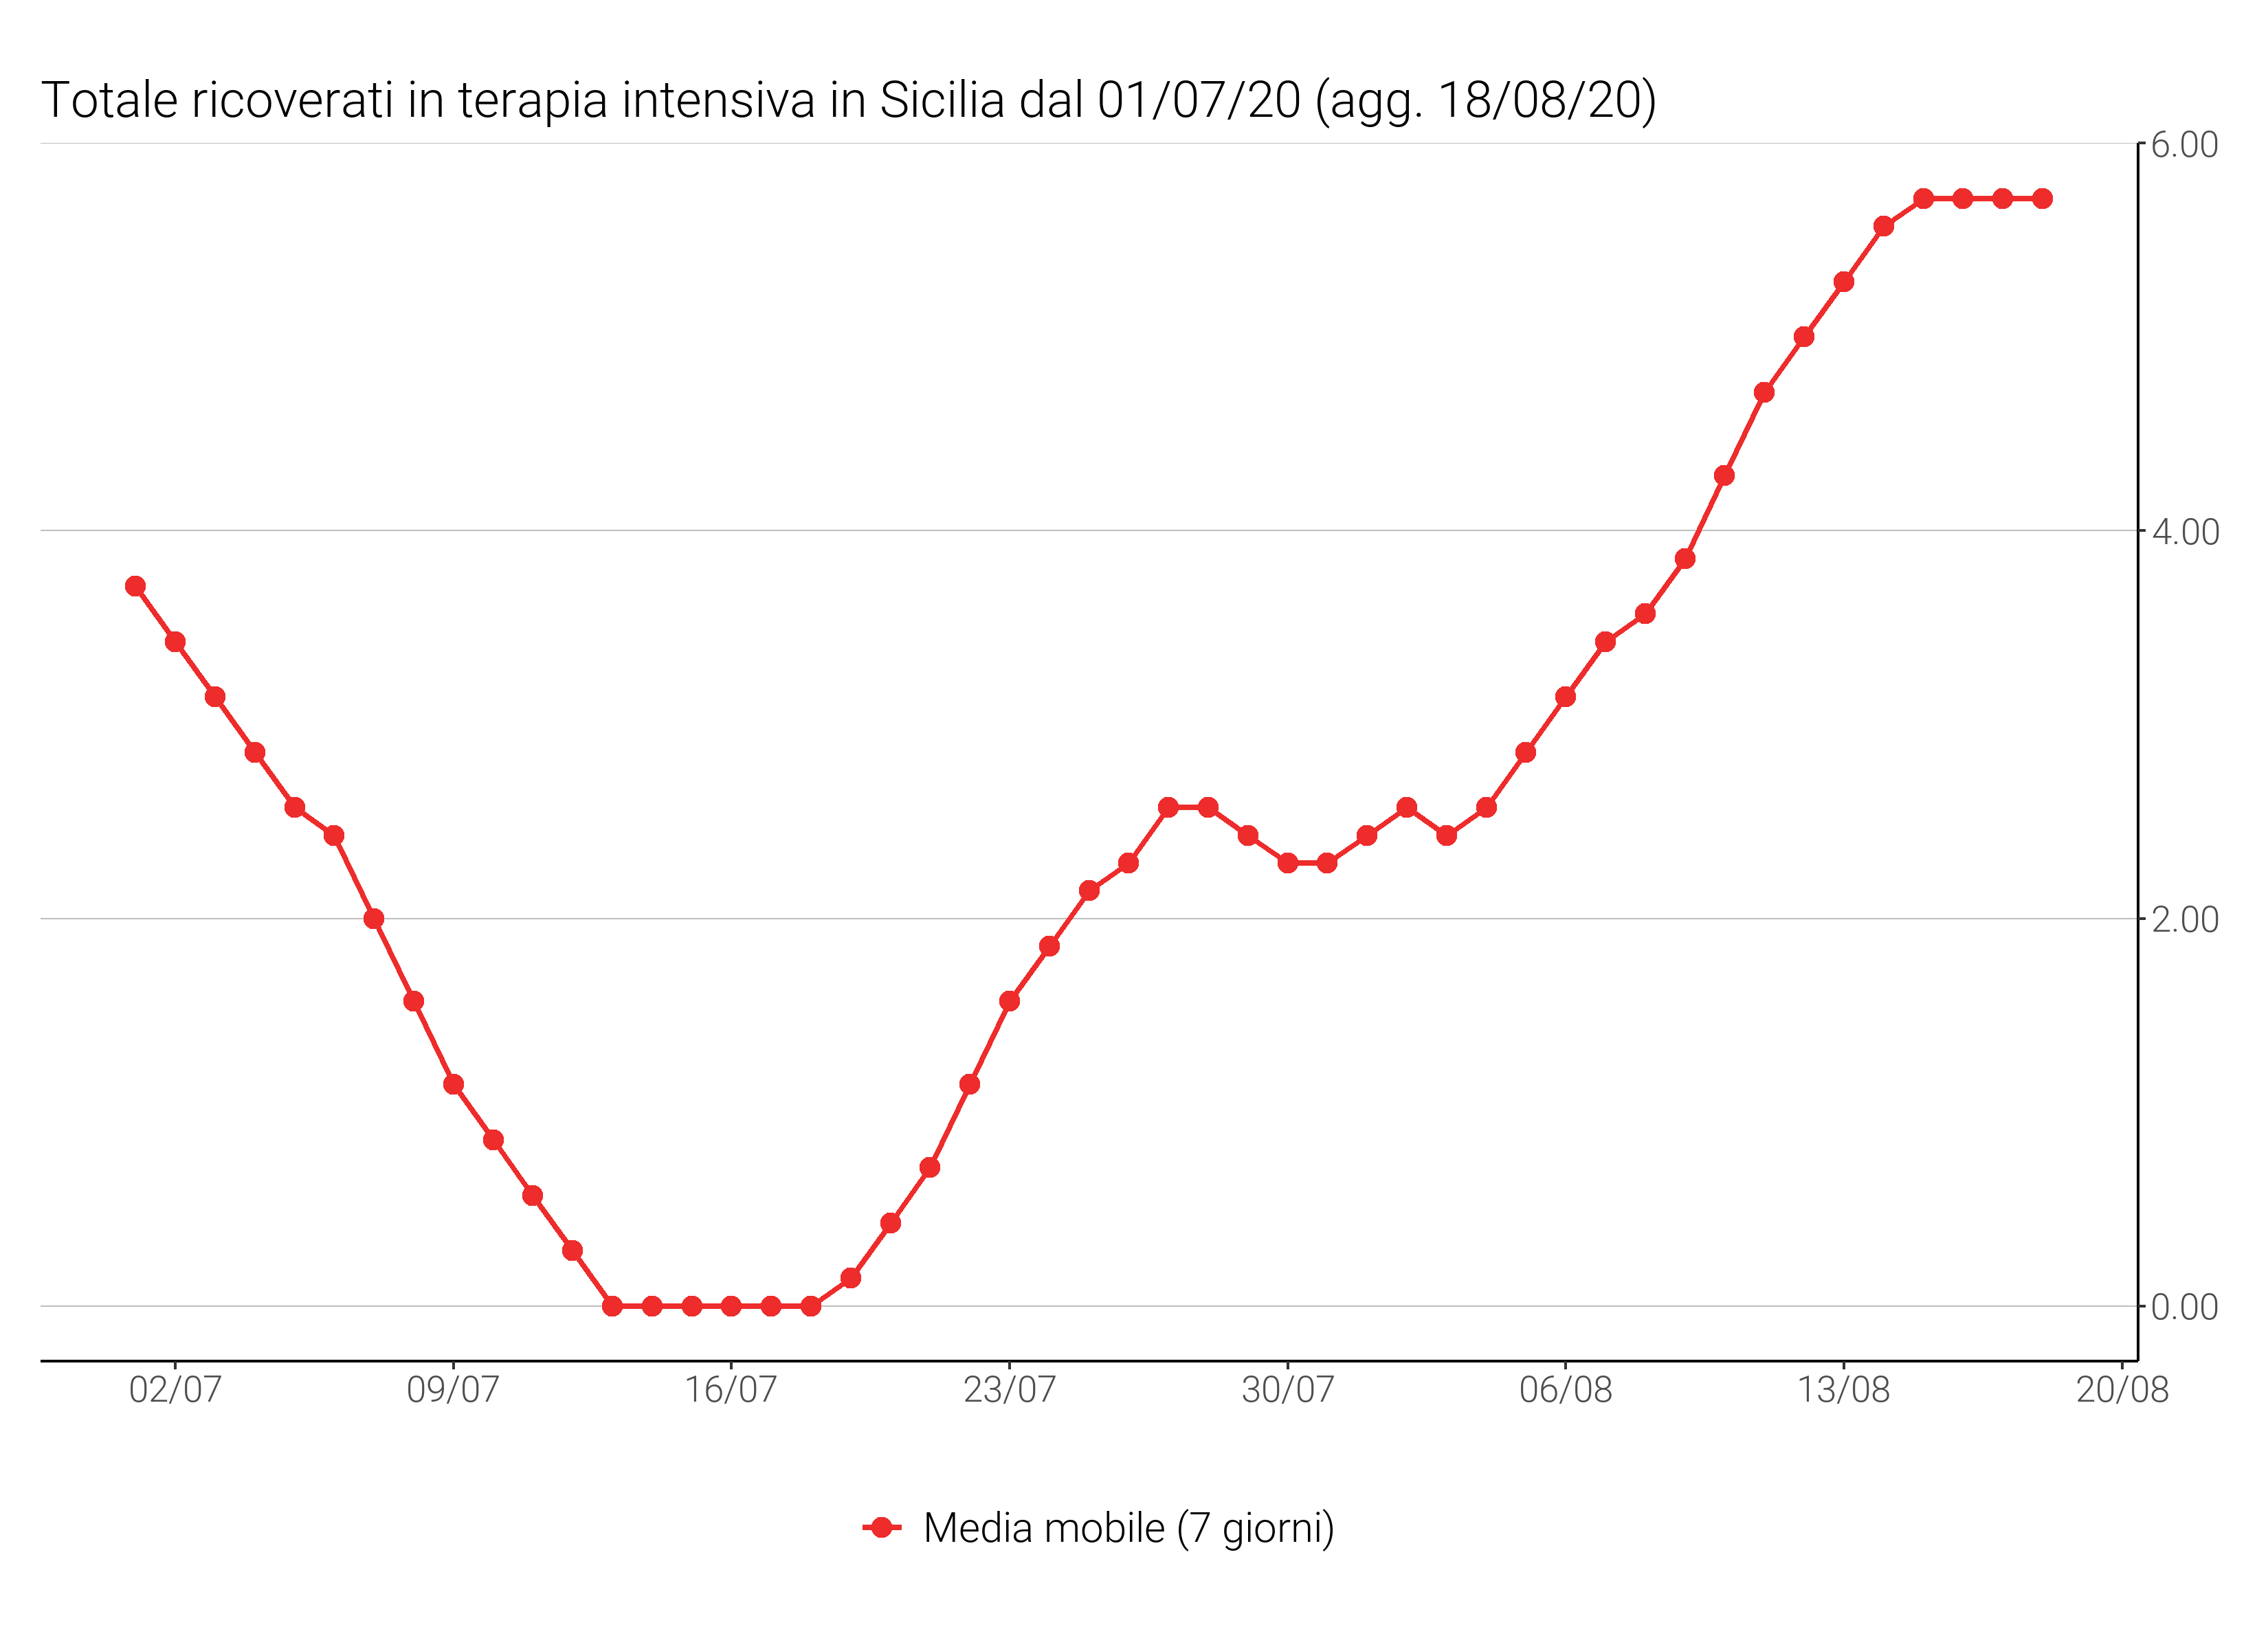 Totale ricoverati in terapia intensiva in Sicilia dal 01/07/20 (agg. 18/08/20)
6.00
4.00
2.00
0.00
02/07 09/07 16/07 23/07 30/07 06/08 13/08 20/08
Media mobile (7 giorni)